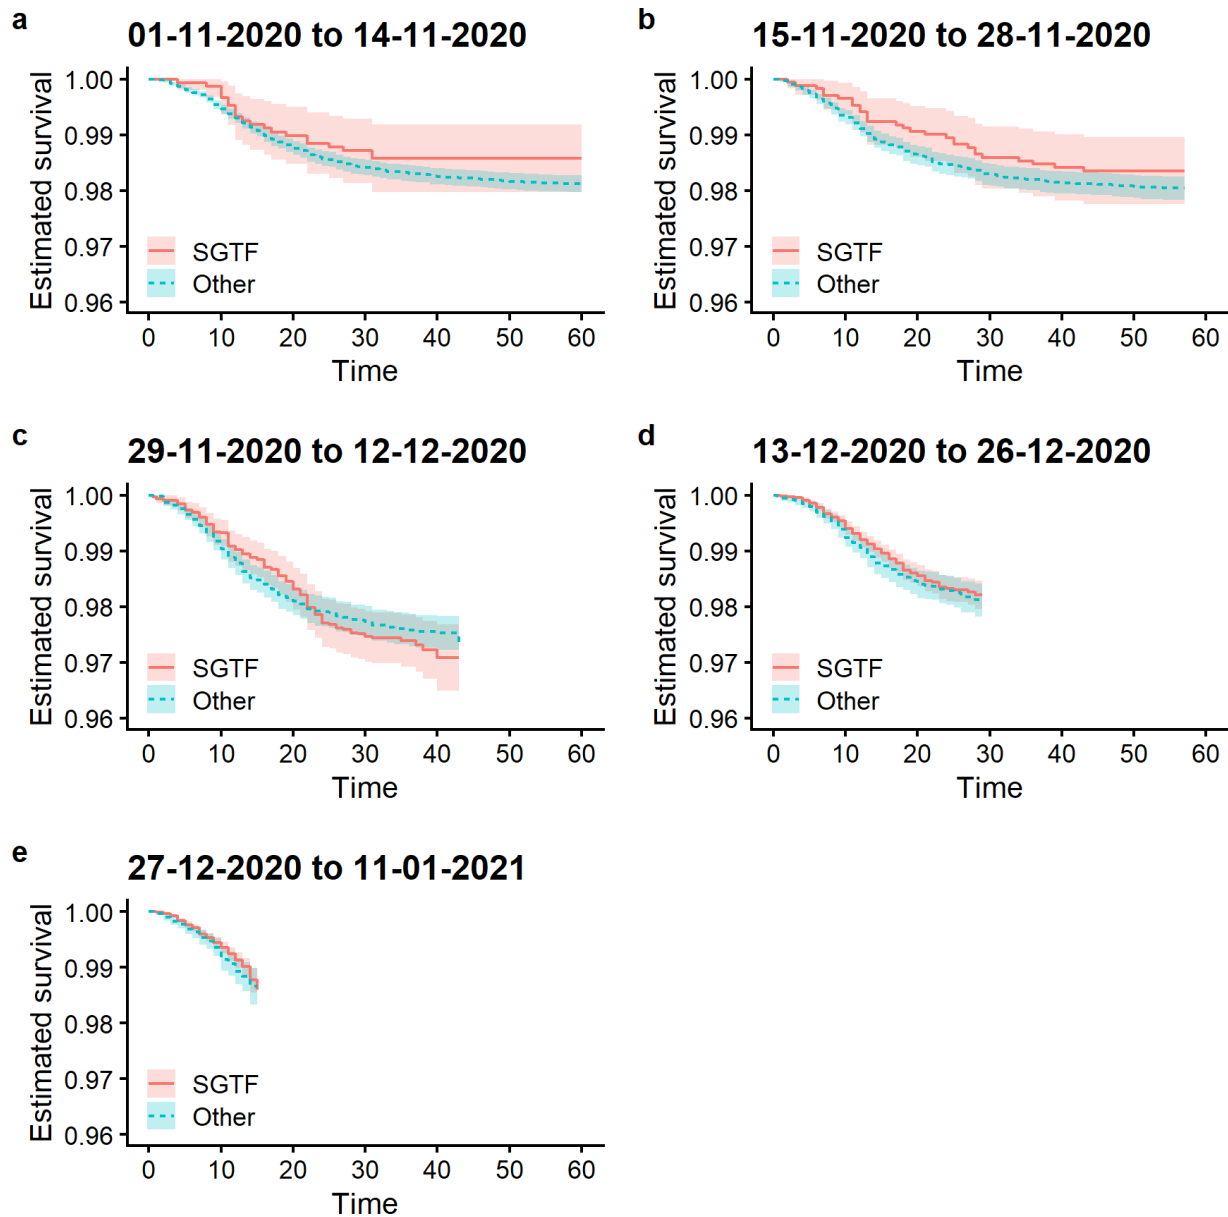 a
01-11-2020 to 14-11-2020
Estimated survival
1.00
0.99
0.98
0.97
0.96
SGTF
Other
0 10 20 30 40 50 60
Time
b
15-11-2020 to 28-11-2020
Estimated survival
1.00
0.99
0.98
0.97
0.96
SGTF
Other
0 10 20 30 40 50 60
Time
c
29-11-2020 to 12-12-2020
Estimated survival
1.00
0.99
0.98
0.97
0.96
SGTF
Other
0 10 20 30 40 50 60
Time
d
13-12-2020 to 26-12-2020
Estimated survival
1.00
0.99
0.98
0.97
0.96
SGTF
Other
0 10 20 30 40 50 60
Time
e
27-12-2020 to 11-01-2021
Estimated survival
1.00
0.99
0.98
0.97
0.96
SGTF
Other
0 10 20 30 40 50 60
Time